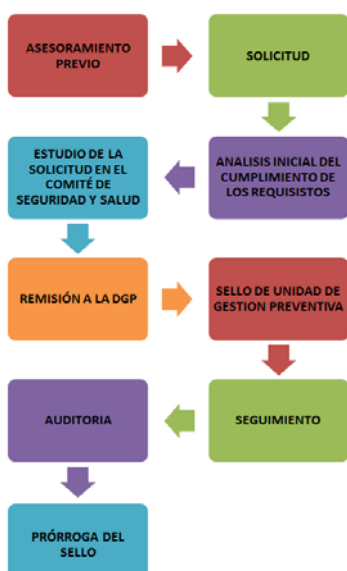 ASESORAMIENTO
PREVIO
SOLICITUD
ANALISIS INICIAL DEL
CUMPLIMIENTO DE
LOS REQUISISTOS
ESTUDIO DE LA
SOLICITUD EN EL
COMITÉ DE
SEGURIDAD Y SALUD
REMISIÓN A LA DGP
SELLO DE UNIDAD DE
GESTION PREVENTIVA
SEGUIMIENTO
AUDITORIA
PRÓRROGA DEL
SELLO